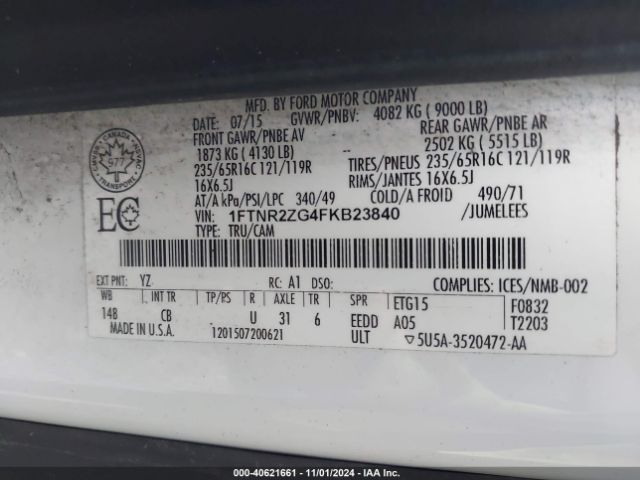 MFD. BY FORD MOTOR COMPANY
DATE: 07/15 GVWR/PNBV: 4082 KG ( 9000 LB)
FRONT GAWR/PNBE AV REAR GAWR/PNBE AR
1873 KG ( 4130 LB) 2502 KG ( 5515 LB)
235/65R16C 121/119R TIRES/PNEUS 235/65R16C 121/119R
16X6.5J RIMS/JANTES 16X6.5J
AT/A kPa/PSI/LPC 340/49 COLD/A FROID 490/71
VIN: 1FTNR2ZG4FKB23840 /JUMELEES
TYPE: TRU/CAM
CANADA
577
TRANSPORT
EC
EXT PNT: YZ RC: A1 DSO: COMPLIES: ICES/NMB-002
WB INT TR TP/PS R AXLE TR SPR ETG15 F0832
148 CB U 31 6 EEDD A05 T2203
MADE IN U.S.A. 1201507200621 ULT ▽5U5A-3520472-AA
000-40621661 - 11/01/2024 - IAA Inc.